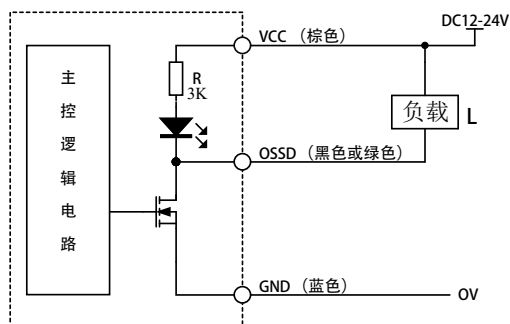 DC12-24V
VCC（棕色）
主控逻辑电路
R
3K
负载
L
OSSD（黑色或绿色）
GND（蓝色）
0V